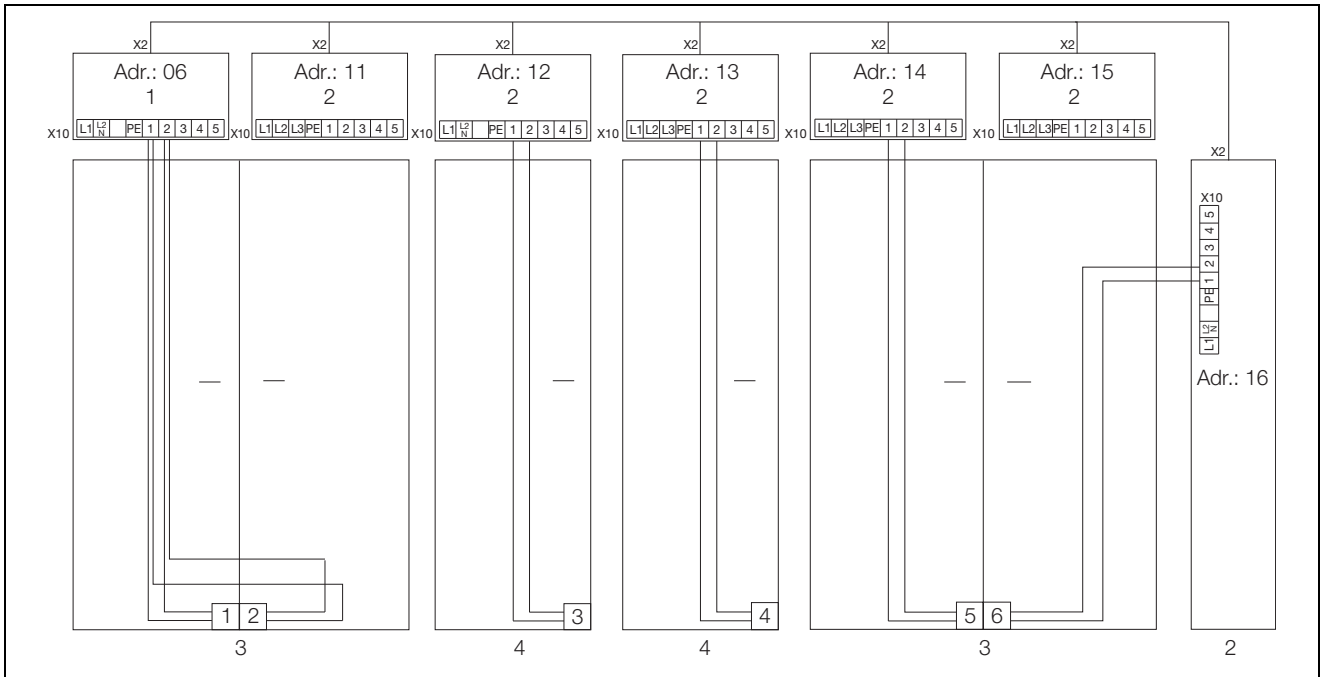 X2 X2 X2 X2 X2 X2
Adr.: 06 Adr.: 11 Adr.: 12 Adr.: 13 Adr.: 14 Adr.: 15
1 2 2 2 2 2
X10 L1 L2 N PE 1 2 3 4 5
X10 L1 L2 L3 PE 1 2 3 4 5
X10 L1 L2 N PE 1 2 3 4 5
X10 L1 L2 L3 PE 1 2 3 4 5
X10 L1 L2 L3 PE 1 2 3 4 5
X10 L1 L2 L3 PE 1 2 3 4 5
X2
X10
L1 L2 N PE 1 2 3 4 5
Adr.: 16
1 2 3 4 5 6
3 4 4 3 2